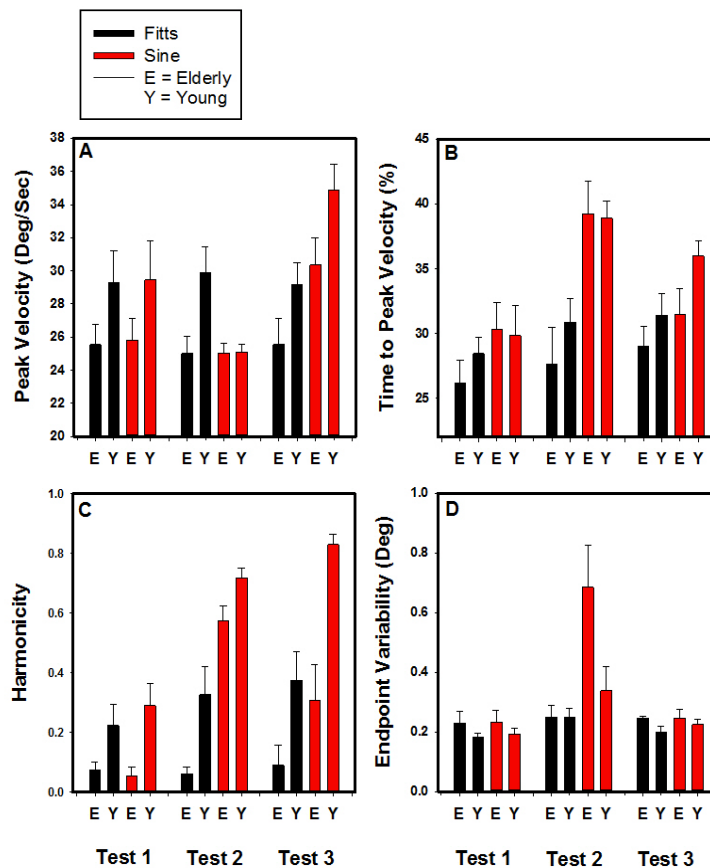 Fitts
Sine
E = Elderly
Y = Young
A
Peak Velocity (Deg/Sec)
38
36
34
32
30
28
26
24
22
20
E Y E Y E Y E Y E Y E Y
B
Time to Peak Velocity (%)
45
40
35
30
25
E Y E Y E Y E Y E Y E Y
C
Harmonicity
1.0
0.8
0.6
0.4
0.2
0.0
E Y E Y E Y E Y E Y E Y
D
Endpoint Variability (Deg)
1.0
0.8
0.6
0.4
0.2
0.0
E Y E Y E Y E Y E Y E Y
Test 1 Test 2 Test 3 Test 1 Test 2 Test 3